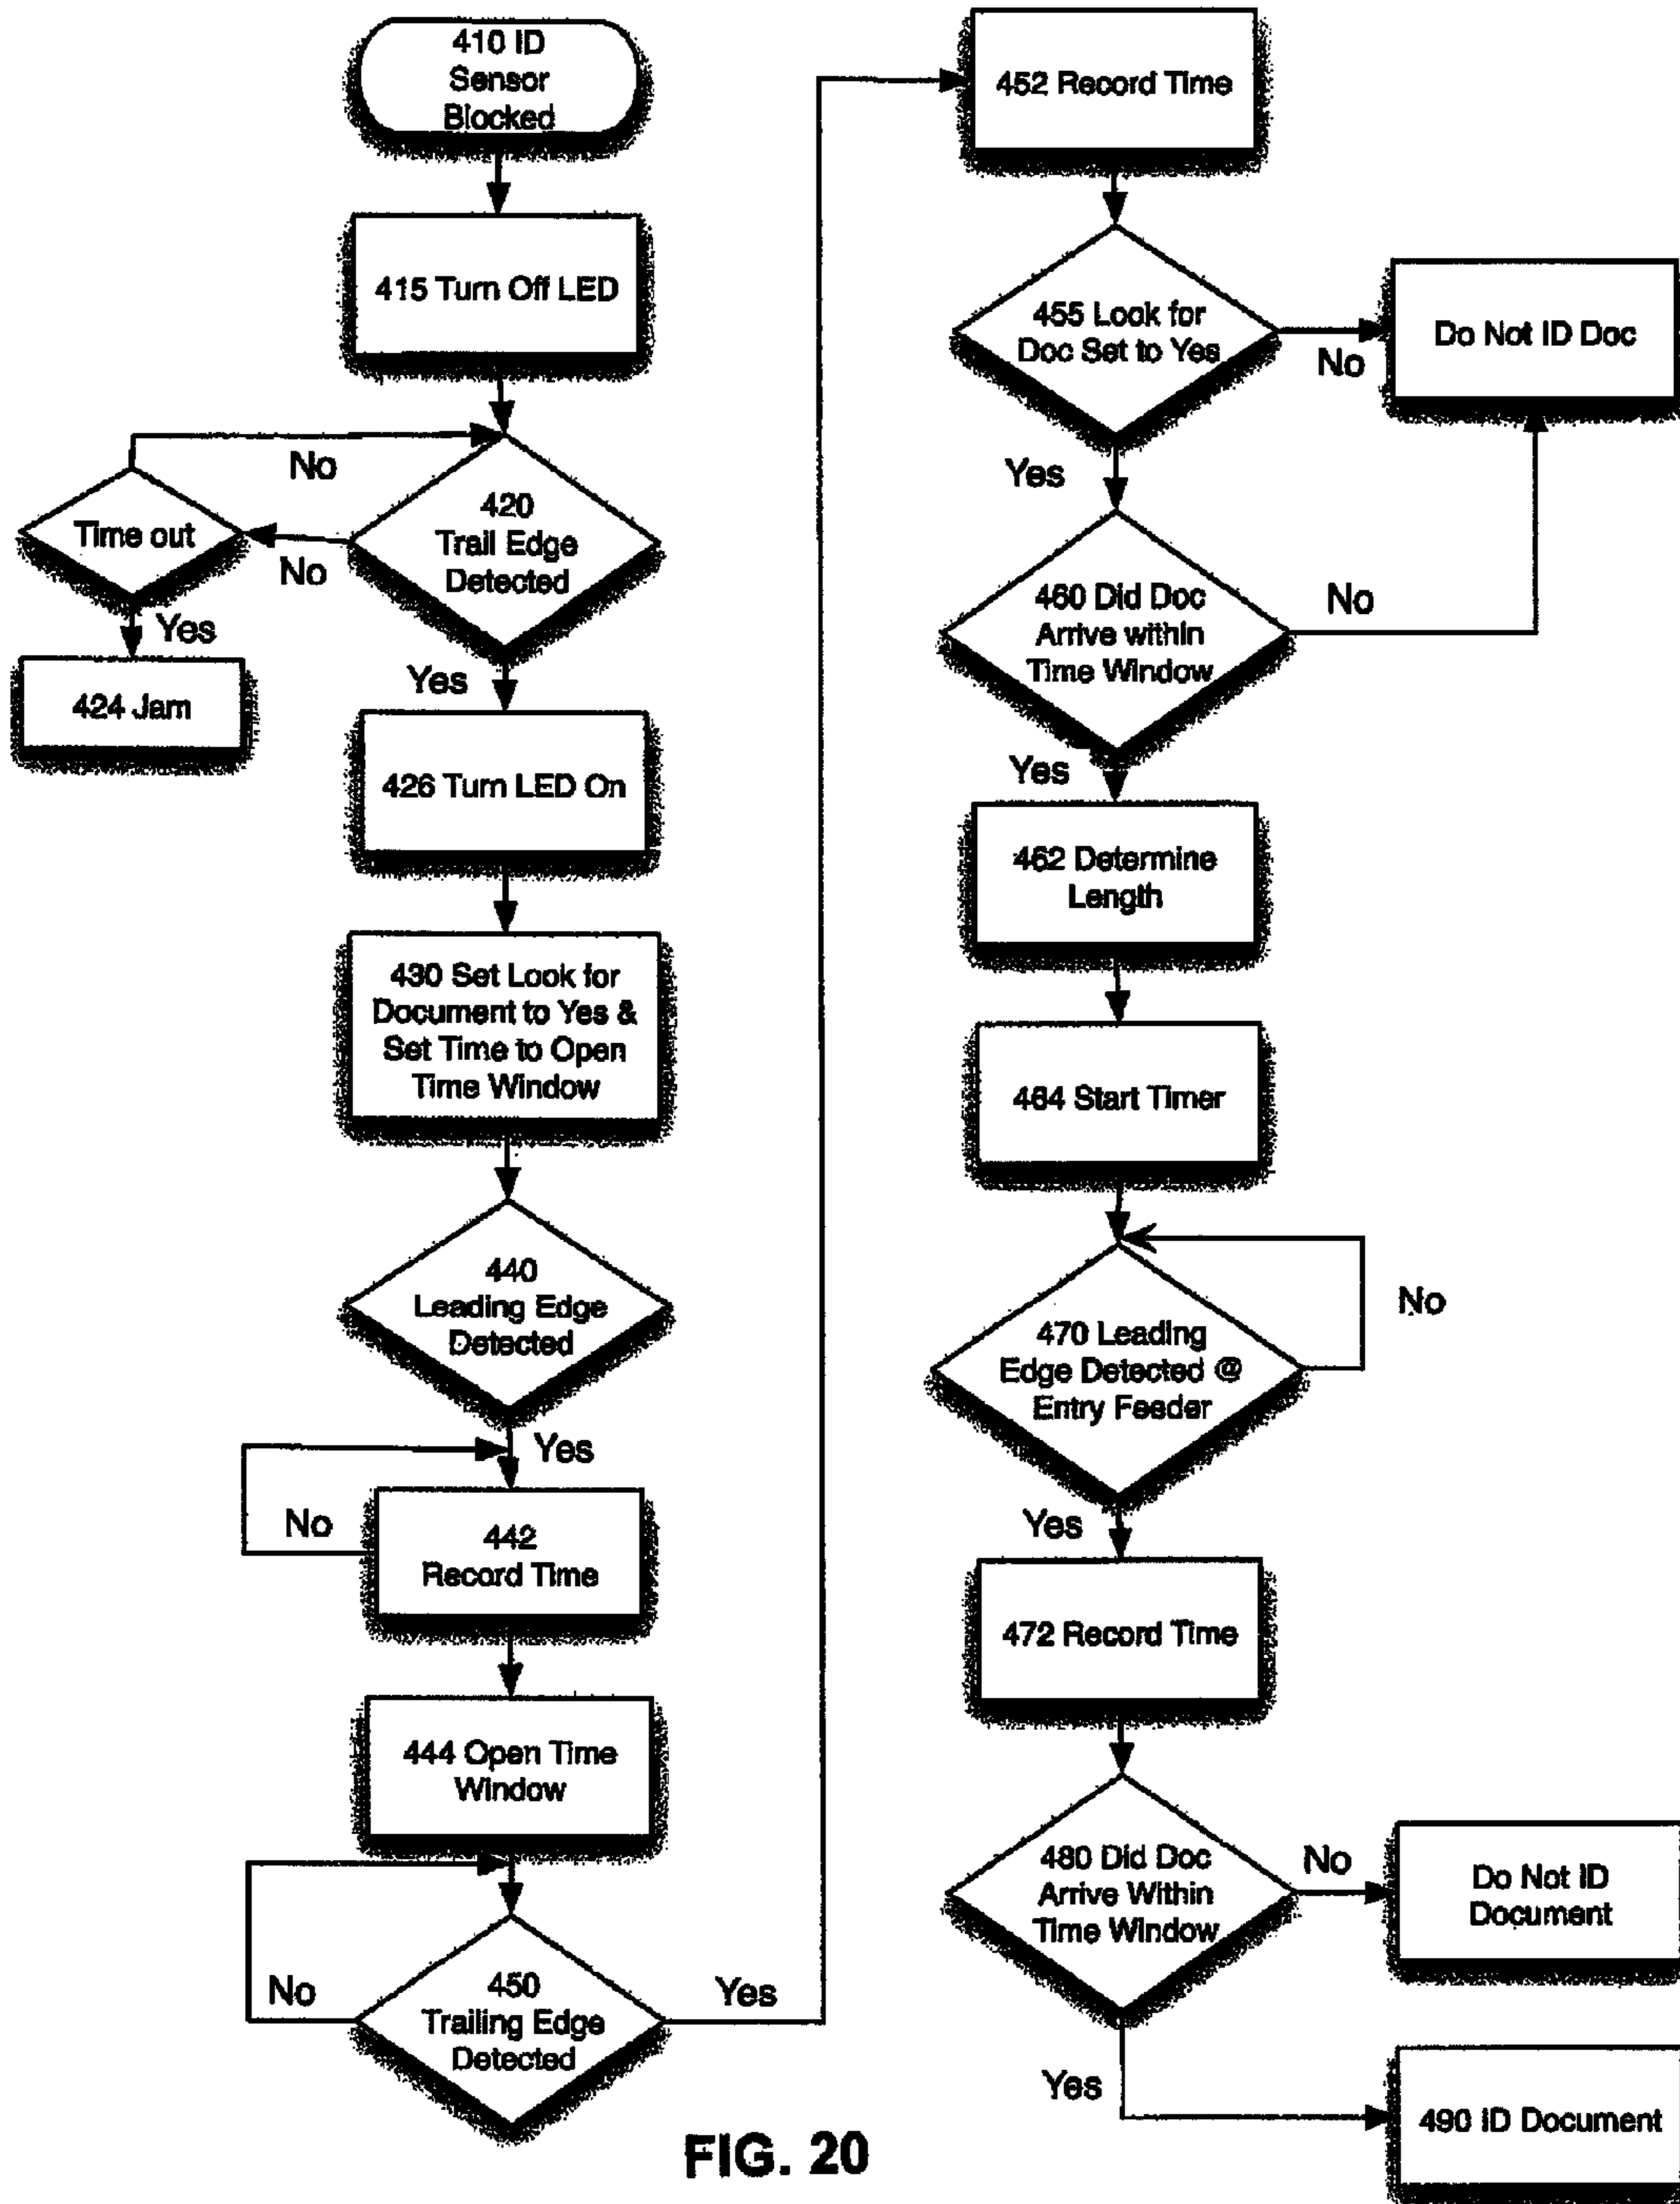 410 ID
Sensor
Blocked
415 Turn Off LED
No
Time out
No
420
Trail Edge
Detected
Yes
424 Jam
Yes
426 Turn LED On
430 Set Look for
Document to Yes &
Set Time to Open
Time Window
440
Leading Edge
Detected
Yes
No
442
Record Time
444 Open Time
Window
No
450
Trailing Edge
Detected
Yes
452 Record Time
455 Look for
Doc Set to Yes
No
Do Not ID Doc
Yes
460 Did Doc
Arrive within
Time Window
No
Yes
462 Determine
Length
464 Start Timer
470 Leading
Edge Detected @
Entry Feeder
No
Yes
472 Record Time
480 Did Doc
Arrive Within
Time Window
No
Do Not ID
Document
Yes
490 ID Document
FIG. 20